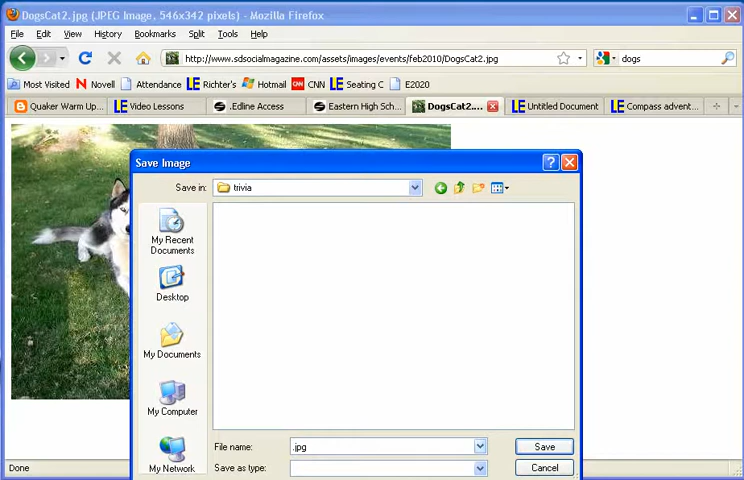 DogsCat2.jpg (JPEG Image, 546x342 pixels) - Mozilla Firefox
File Edit View History Bookmarks Split Tools Help
http://www.sdsocialmagazine.com/assets/images/events/feb2010/DogsCat2.jpg dogs
Most Visited Novell Attendance Richter's Hotmail CNN Seating C E2020
Quaker Warm Up... Video Lessons .Edline Access Eastern High Sch... DogsCat2.... Untitled Document Compass advent...
Save Image
Save in: trivia
My Recent
Documents
Desktop
My Documents
My Computer
My Network
File name: .jpg Save
Save as type: Cancel
Done